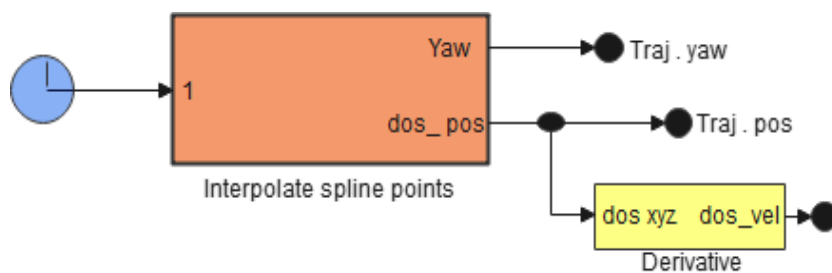 Yaw
Traj . yaw
1
dos_ pos
Traj . pos
Interpolate spline points
dos xyz dos_vel
Derivative